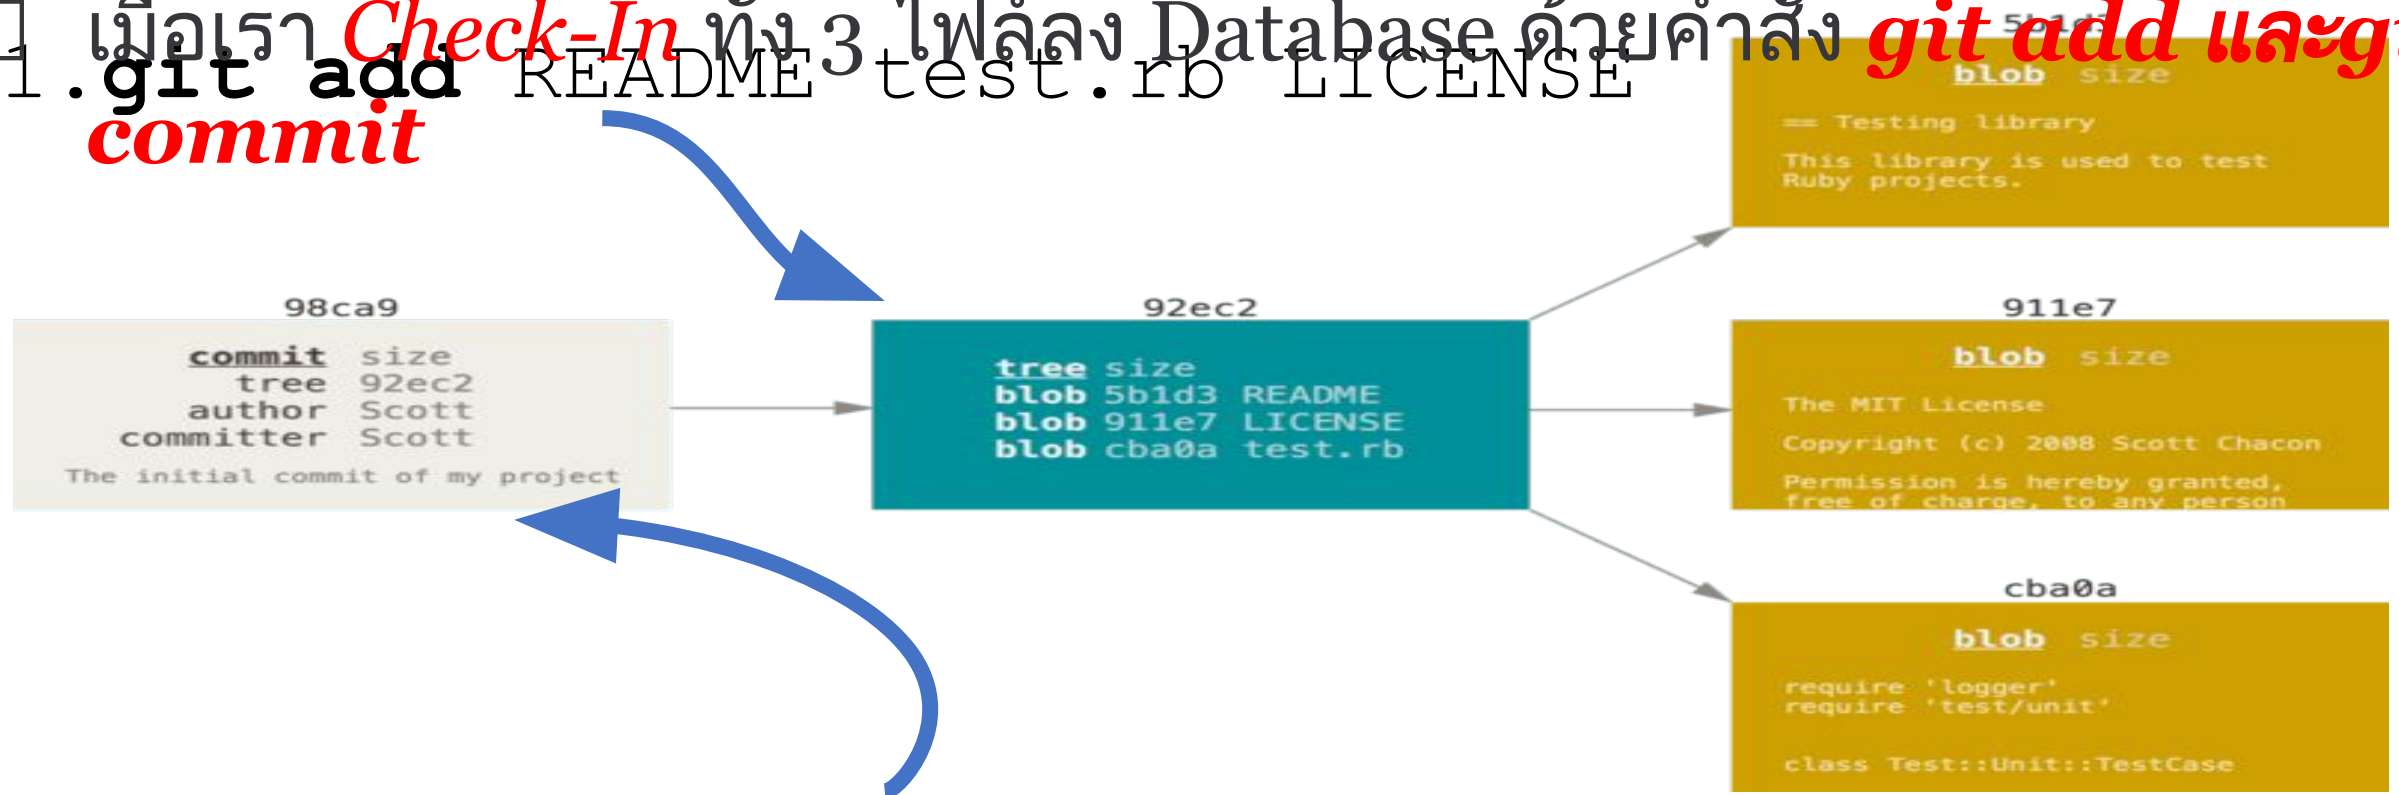 เมื่อเรา Check-In ทั้ง 3 ไฟล์ลง Database ด้วยคำสั่ง git add และ
commit
1.git add README test.rb LICENSE
98ca9
commit size
tree 92ec2
author Scott
committer Scott
The initial commit of my project
92ec2
tree size
blob 5b1d3 README
blob 911e7 LICENSE
blob cba0a test.rb
5b1d3
blob size
== Testing library
This library is used to test
Ruby projects.
911e7
blob size
The MIT License
Copyright (c) 2008 Scott Chacon
Permission is hereby granted,
free of charge, to any person
cba0a
blob size
require 'logger'
require 'test/unit'
class Test::Unit::TestCase